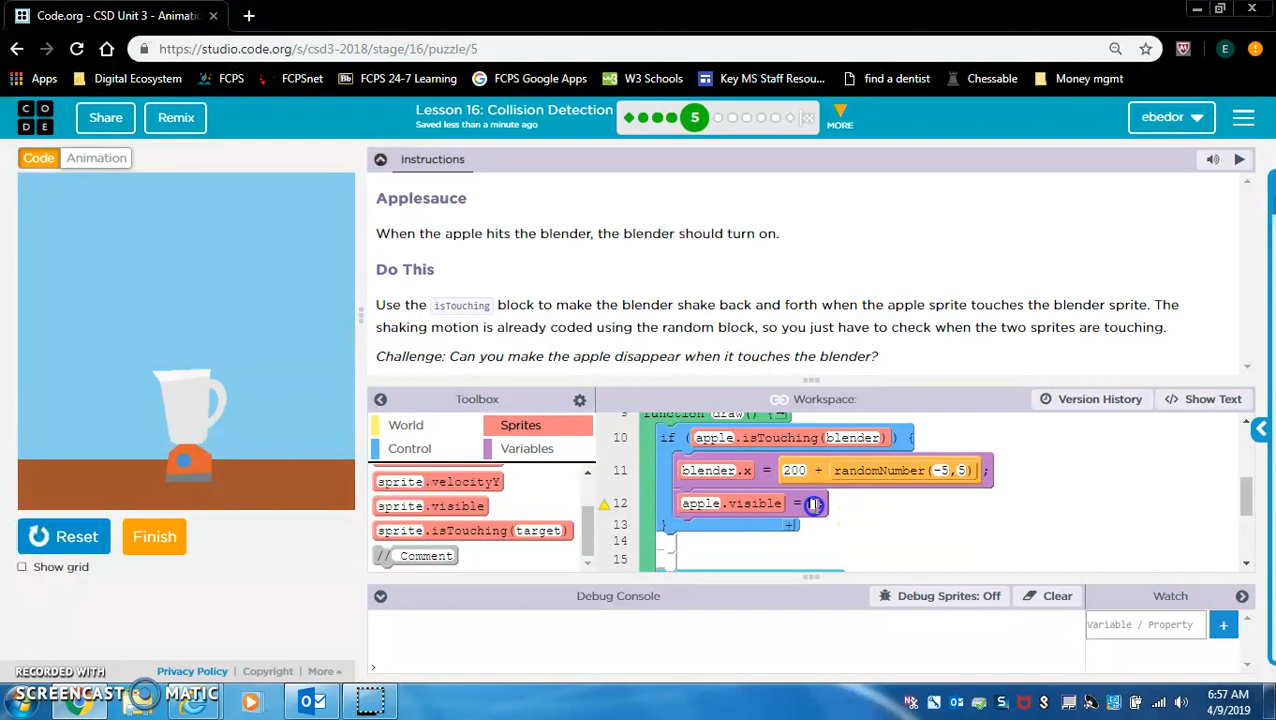 Code.org - CSD Unit 3 - Animatio
https://studio.code.org/s/csd3-2018/stage/16/puzzle/5
E
Apps
Digital Ecosystem
FCPS
FCPSnet
Bb FCPS 24-7 Learning
FCPS Google Apps
W3 Schools
Key MS Staff Resou...
find a dentist
Chessable
Money mgmt
C O
D E
Share
Remix
Lesson 16: Collision Detection
Saved less than a minute ago
5
MORE
ebedor
Code
Animation
Instructions
Applesauce
When the apple hits the blender, the blender should turn on.
Do This
Use the isTouching block to make the blender shake back and forth when the apple sprite touches the blender sprite. The
shaking motion is already coded using the random block, so you just have to check when the two sprites are touching.
Challenge: Can you make the apple disappear when it touches the blender?
Toolbox
Workspace:
Version History
</> Show Text
World
Sprites
Control
Variables
sprite.velocityY
sprite.visible
sprite.isTouching(target)
// Comment
9 function draw() {
10 if (apple.isTouching(blender)) {
11 blender.x = 200 + randomNumber(-5,5);
12 apple.visible =
13 }
14
15
Reset
Finish
Show grid
Debug Console
Debug Sprites: Off
Clear
Watch
Variable / Property
+
>
Privacy Policy
Copyright
More
RECORDED WITH
SCREENCAST MATIC
6:57 AM
4/9/2019